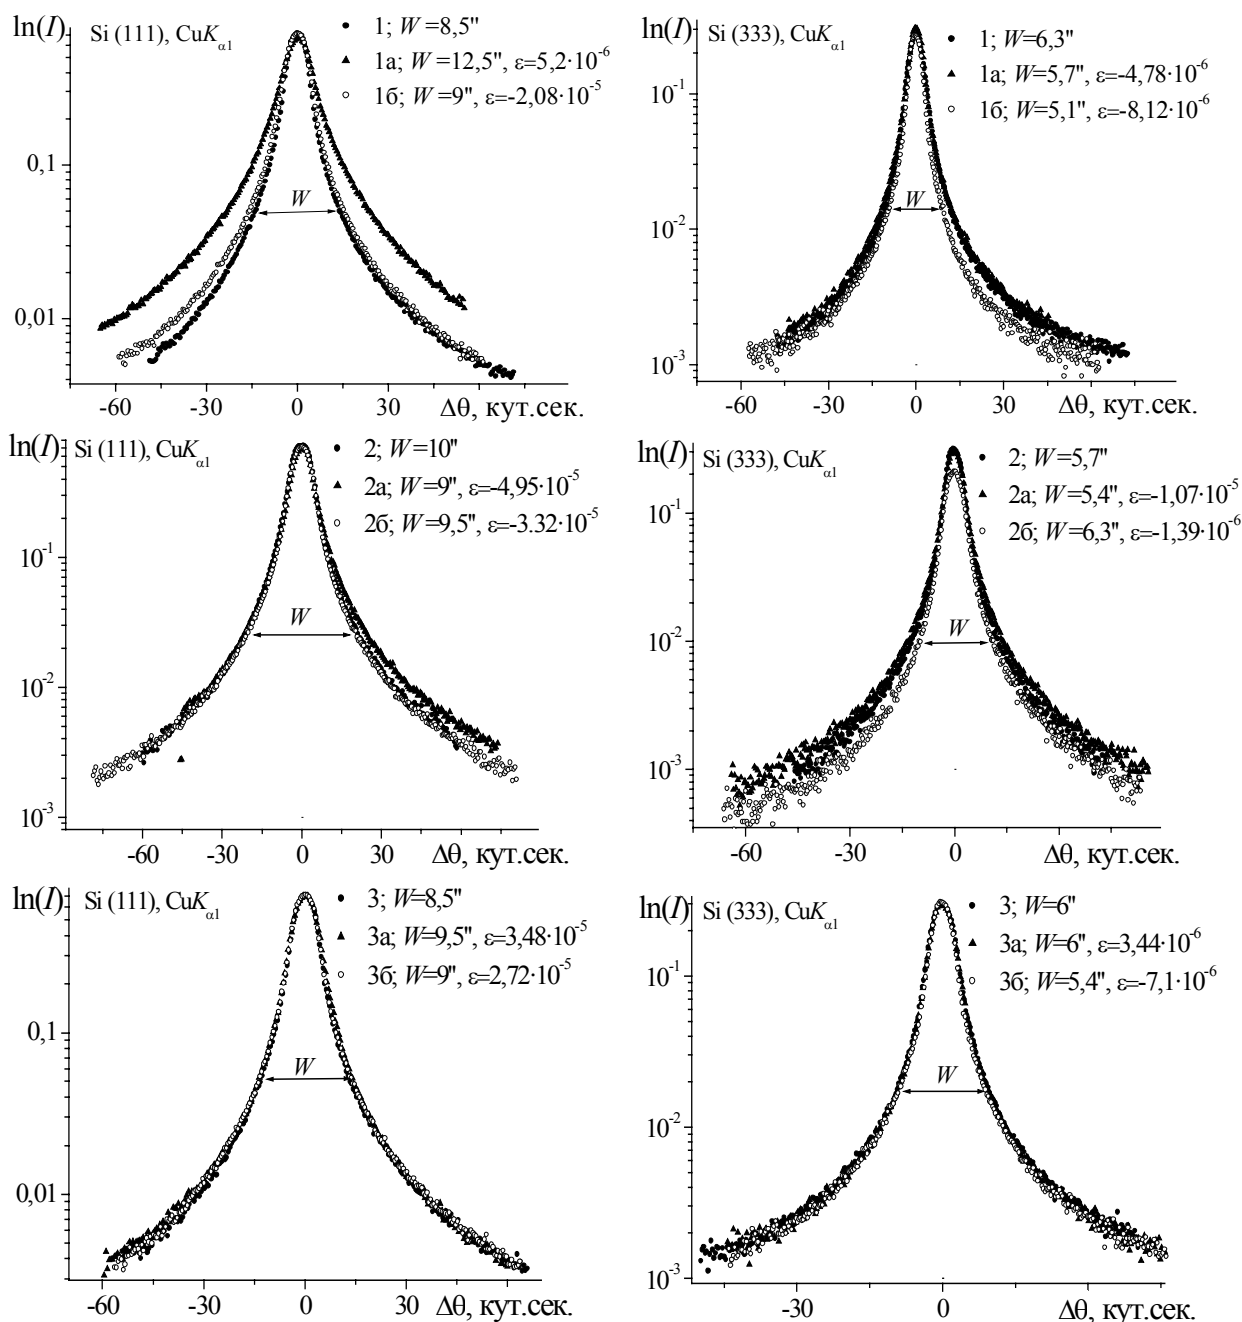 ln(I)
Si (111), CuKα1
1; W=8,5"
1а; W=12,5", ε=5,2·10-6
1б; W=9", ε=-2,08·10-5
0,1
W
0,01
-60 -30 0 30 Δθ, кут.сек.
ln(I)
Si (333), CuKα1
1; W=6,3"
1а; W=5,7", ε=-4,78·10-6
1б; W=5,1", ε=-8,12·10-6
10-1
W
10-2
10-3
-60 0 Δθ, кут.сек.
ln(I)
Si (111), CuKα1
2; W=10"
2а; W=9", ε=-4,95·10-5
2б; W=9,5", ε=-3.32·10-5
10-1
W
10-2
10-3
-60 -30 0 30 Δθ, кут.сек.
ln(I)
Si (333), CuKα1
2; W=5,7"
2а; W=5,4", ε=-1,07·10-5
2б; W=6,3", ε=-1,39·10-6
10-1
W
10-2
10-3
-60 -30 0 Δθ, кут.сек.
ln(I)
Si (111), CuKα1
3; W=8,5"
3а; W=9,5", ε=3,48·10-5
3б; W=9", ε=2,72·10-5
0,1
W
0,01
-60 -30 0 30 Δθ, кут.сек.
ln(I)
Si (333), CuKα1
3; W=6"
3а; W=6", ε=3,44·10-6
3б; W=5,4", ε=-7,1·10-6
10-1
W
10-2
10-3
-30 0 Δθ, кут.сек.